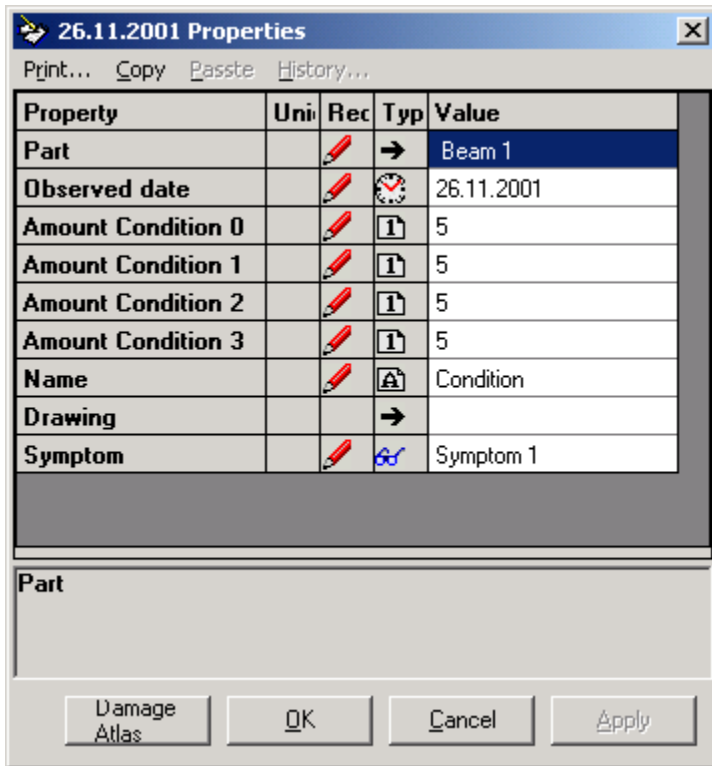 26.11.2001 Properties
Print... Copy Passte History...
Property Uni Rec Typ Value
Part Beam 1
Observed date 26.11.2001
Amount Condition 0 5
Amount Condition 1 5
Amount Condition 2 5
Amount Condition 3 5
Name Condition
Drawing
Symptom Symptom 1
Part
Damage
Atlas
OK Cancel Apply